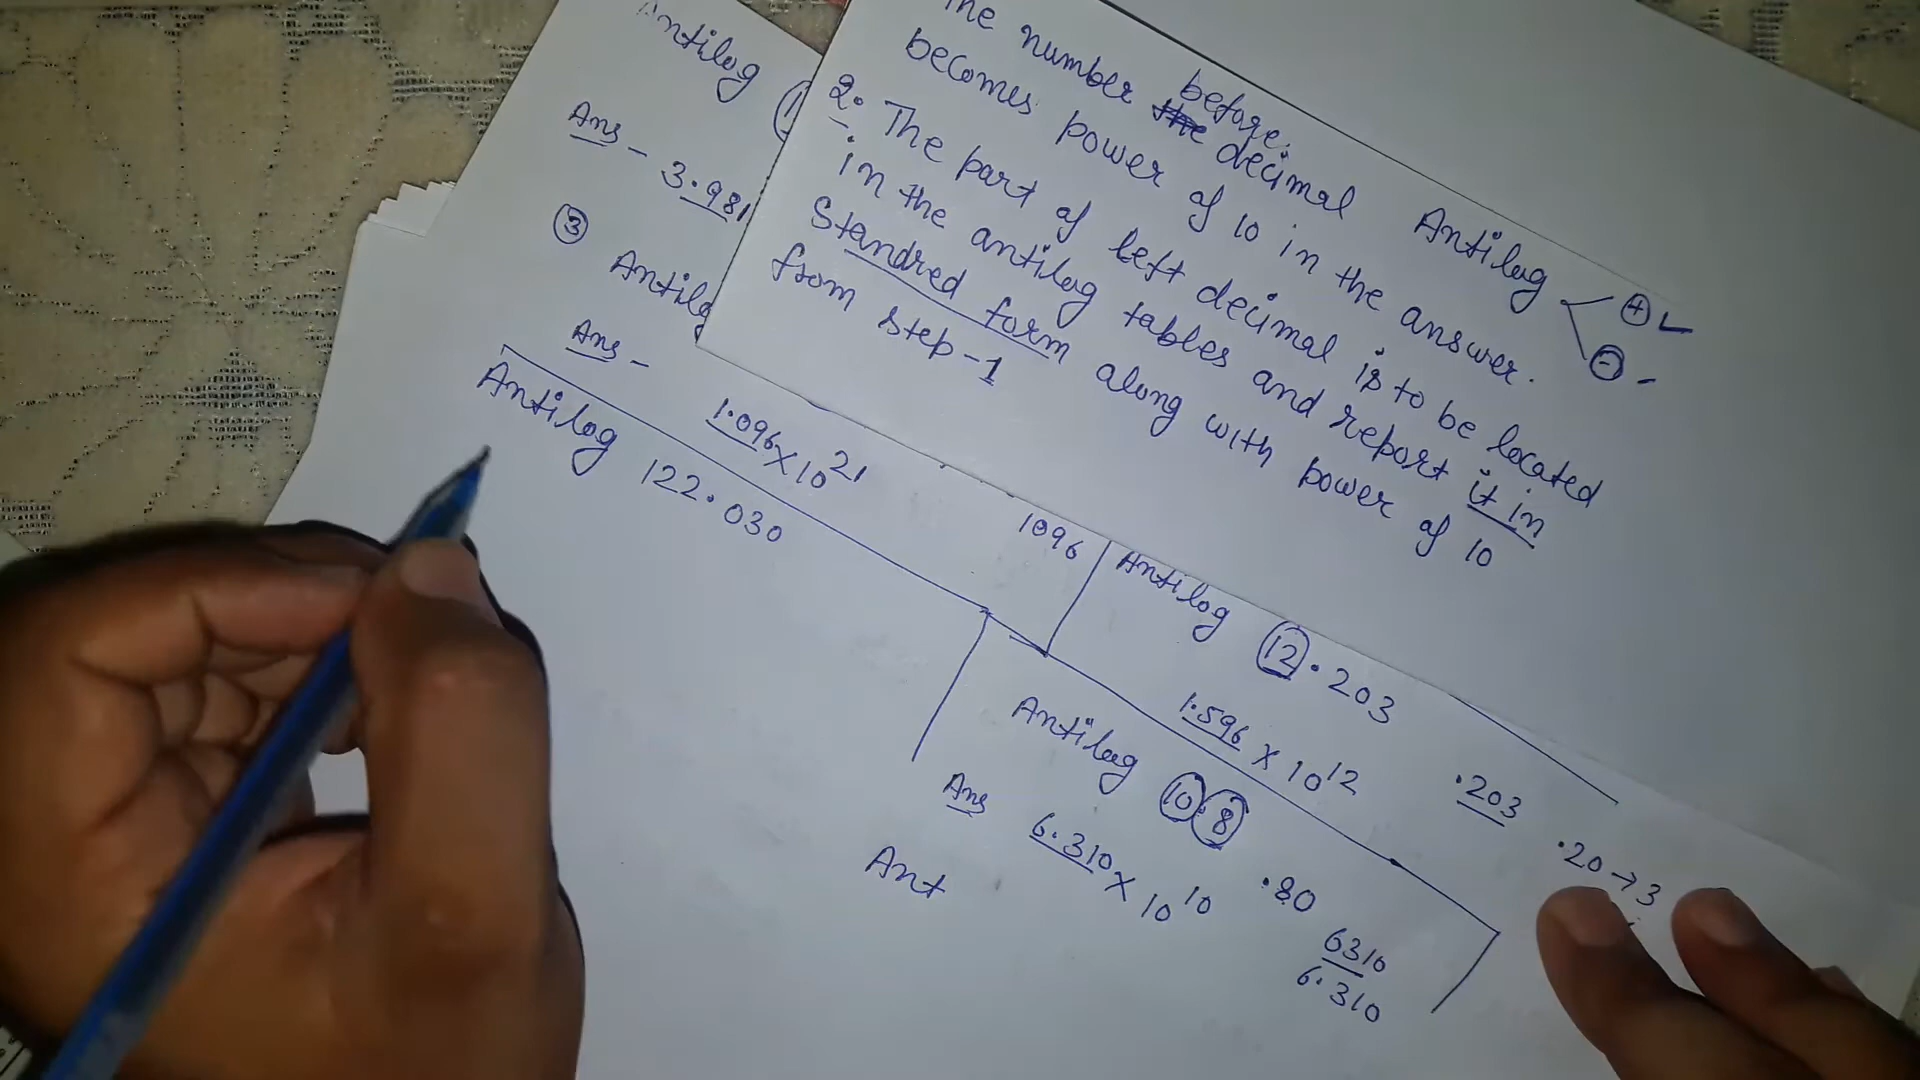 The number before decimal Antilog ⊕ ✓
becomes power of 10 in the answer. ⊖ -
2. The part of left decimal is to be located
in the antilog tables and report it in
Standred form along with power of 10
from step-1
Antilog
Ans - 3.981
③ Antilog
Ans -
1.096 × 10^21
1096
Antilog 122.030
Antilog 12.203
1.596 × 10^12
.203
.20→3
Antilog 10.8
Ans 6.310 × 10^10
.80
6310
6.310
Ant